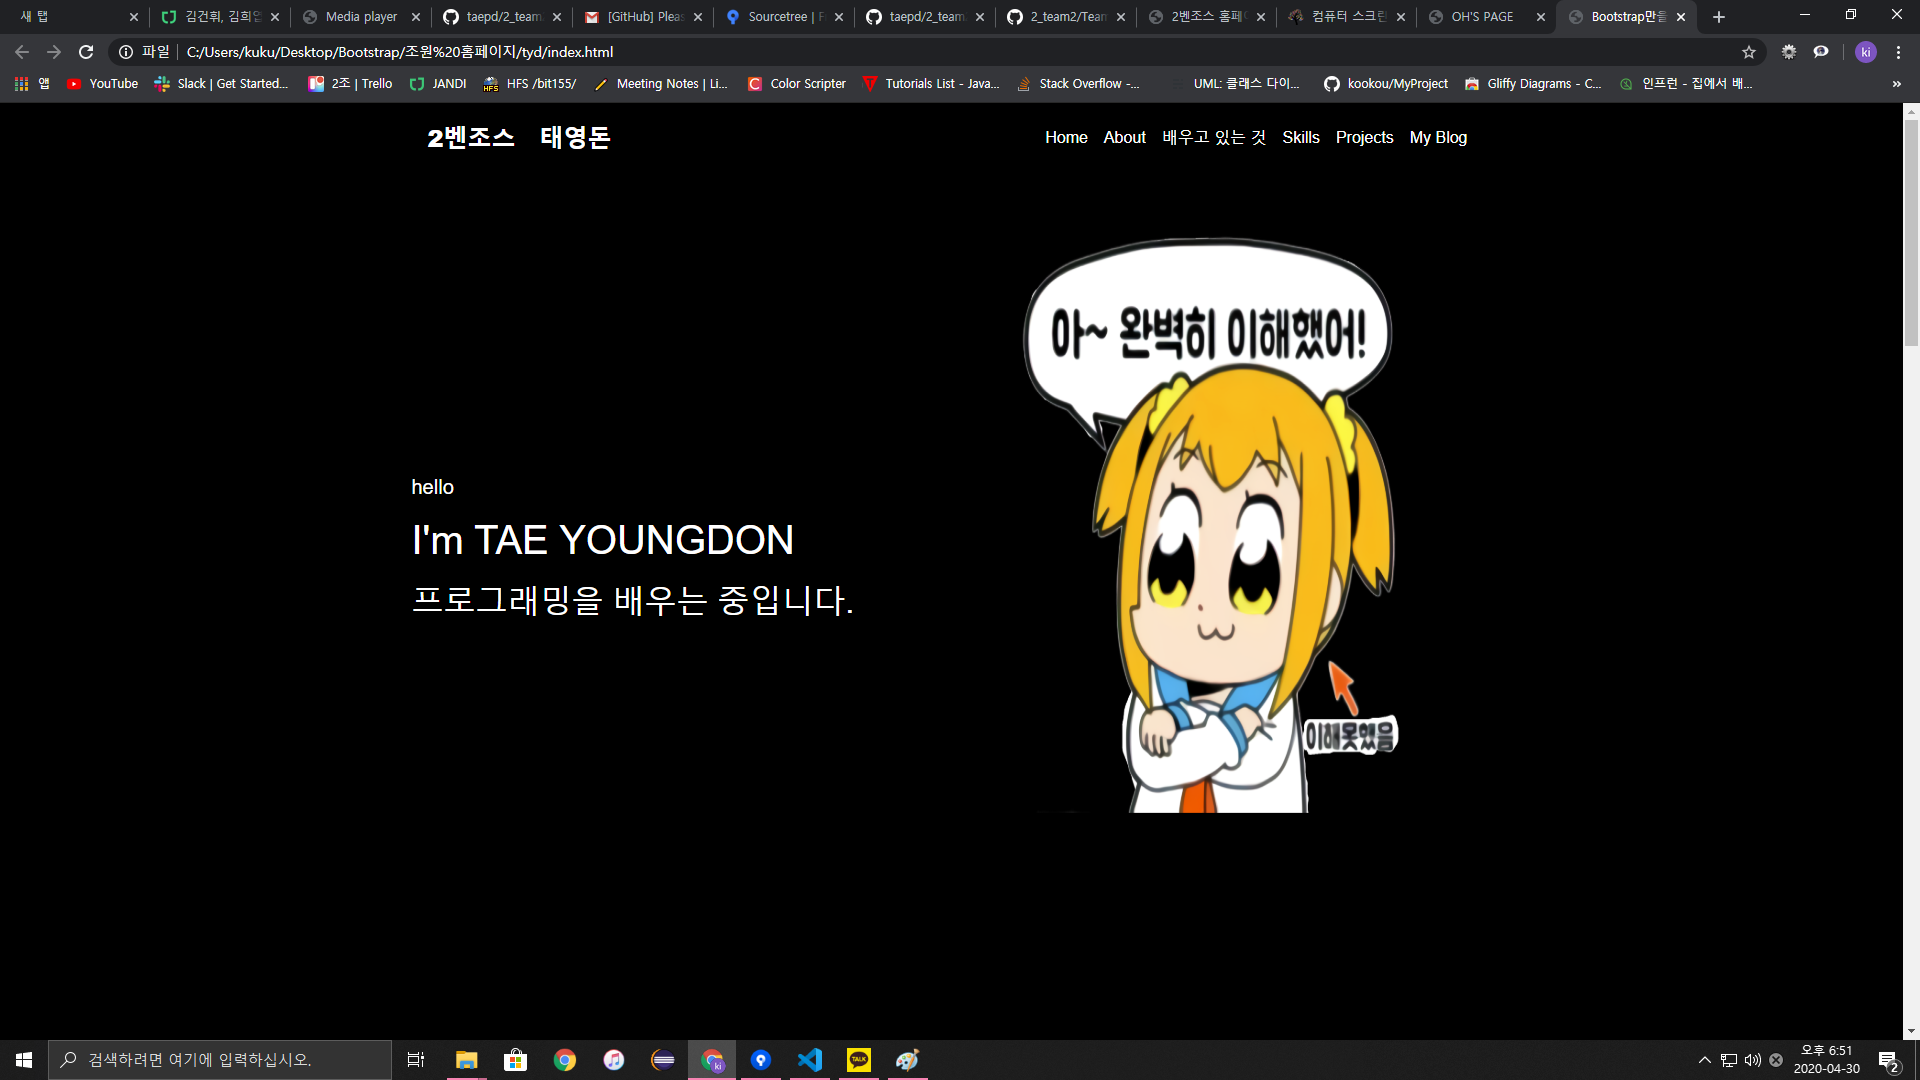 새 탭
김건휘, 김희엽
Media player
taepd/2_team
[GitHub] Pleas
Sourcetree | F
taepd/2_team
2_team2/Team
2벤조스 홈페이
컴퓨터 스크린
OH'S PAGE
Bootstrap만들
파일
C:/Users/kuku/Desktop/Bootstrap/조원%20홈페이지/tyd/index.html
ki
앱
YouTube
Slack | Get Started...
2조 | Trello
JANDI
HFS /bit155/
Meeting Notes | Li...
Color Scripter
Tutorials List - Java...
Stack Overflow -...
UML: 클래스 다이...
kookou/MyProject
Gliffy Diagrams - C...
인프런 - 집에서 배...
2벤조스 태영돈
Home About 배우고 있는 것 Skills Projects My Blog
아~ 완벽히 이해했어!
hello
I'm TAE YOUNGDON
프로그래밍을 배우는 중입니다.
이해못했음
검색하려면 여기에 입력하십시오.
TALK
오후 6:51
2020-04-30
2